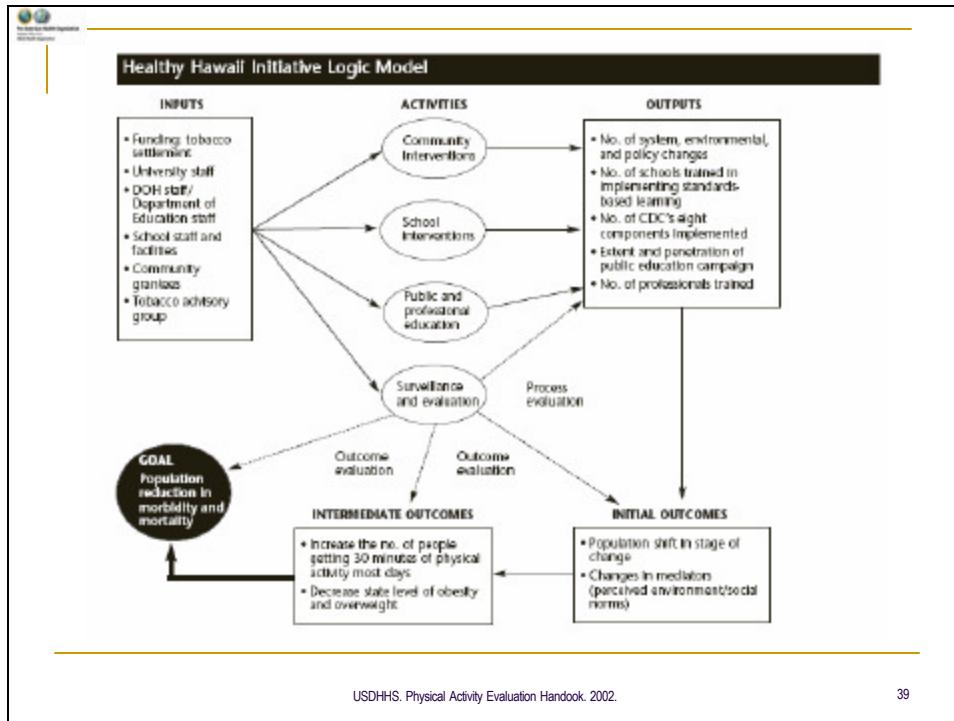 Healthy Hawaii Initiative Logic Model
INPUTS
• Funding: tobacco
settlement
• University staff
• DOH staff/
Department of
Education staff
• School staff and
facilities
• Community
grantees
• Tobacco advisory
group
ACTIVITIES
Community
Interventions
School
Interventions
Public and
professional
education
Surveillance
and evaluation
OUTPUTS
• No. of system, environmental,
and policy changes
• No. of schools trained in
implementing standards-
based learning
• No. of CDC's eight
components implemented
• Extent and penetration of
public education campaign
• No. of professionals trained
Process
evaluation
Outcome
evaluation
Outcome
evaluation
GOAL
Population
reduction in
morbidity and
mortality
INTERMEDIATE OUTCOMES
• Increase the no. of people
getting 30 minutes of physical
activity most days
• Decrease state level of obesity
and overweight
INITIAL OUTCOMES
• Population shift in stage of
change
• Changes in mediators
(perceived environment/social
norms)
USDHHS. Physical Activity Evaluation Handook. 2002.
39